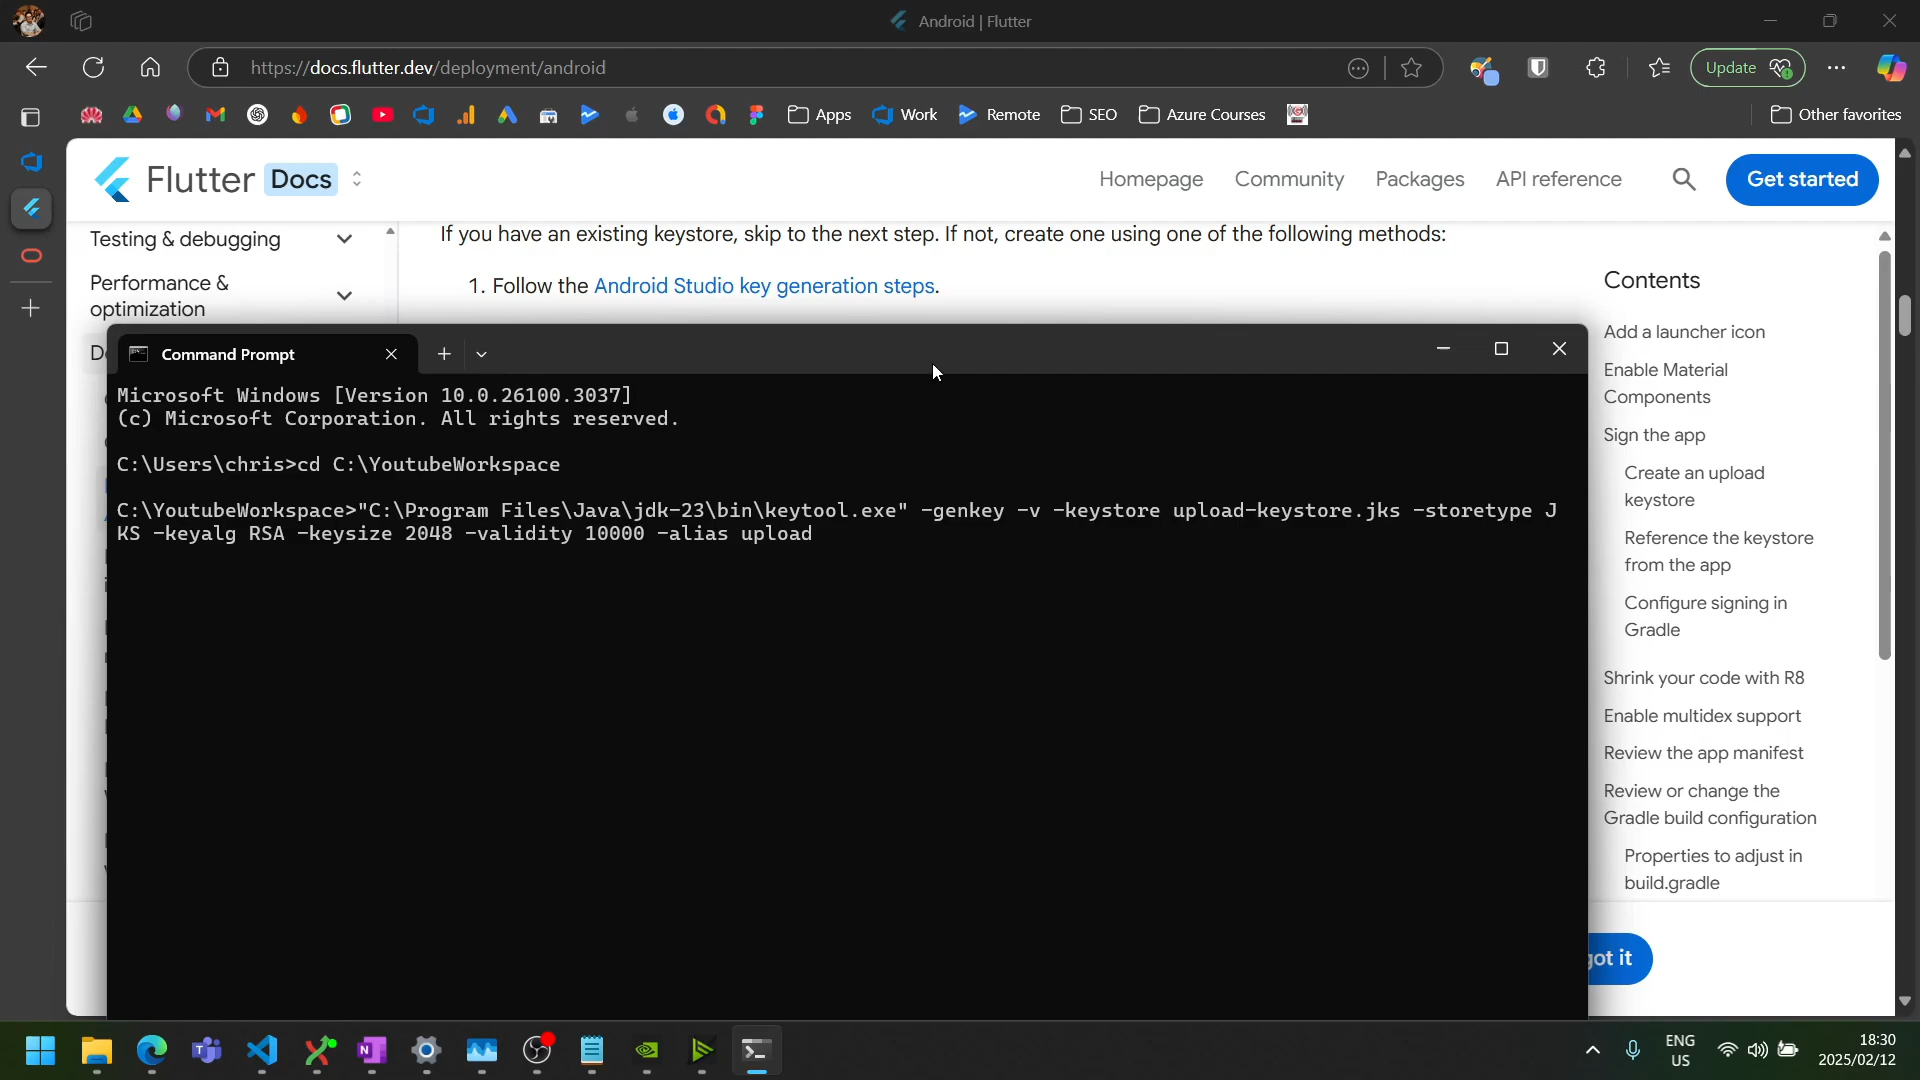 Android | Flutter
https://docs.flutter.dev/deployment/android
Update
Apps
Work
Remote
SEO
Azure Courses
Other favorites
Flutter Docs
Homepage
Community
Packages
API reference
Get started
Testing & debugging
Performance &
optimization
If you have an existing keystore, skip to the next step. If not, create one using one of the following methods:
1. Follow the Android Studio key generation steps.
Contents
Add a launcher icon
Enable Material
Components
Sign the app
Create an upload
keystore
Reference the keystore
from the app
Configure signing in
Gradle
Shrink your code with R8
Enable multidex support
Review the app manifest
Review or change the
Gradle build configuration
Properties to adjust in
build.gradle
got it
Command Prompt
Microsoft Windows [Version 10.0.26100.3037]
(c) Microsoft Corporation. All rights reserved.
C:\Users\chris>cd C:\YoutubeWorkspace
C:\YoutubeWorkspace>"C:\Program Files\Java\jdk-23\bin\keytool.exe" -genkey -v -keystore upload-keystore.jks -storetype J
KS -keyalg RSA -keysize 2048 -validity 10000 -alias upload
ENG
US
18:30
2025/02/12